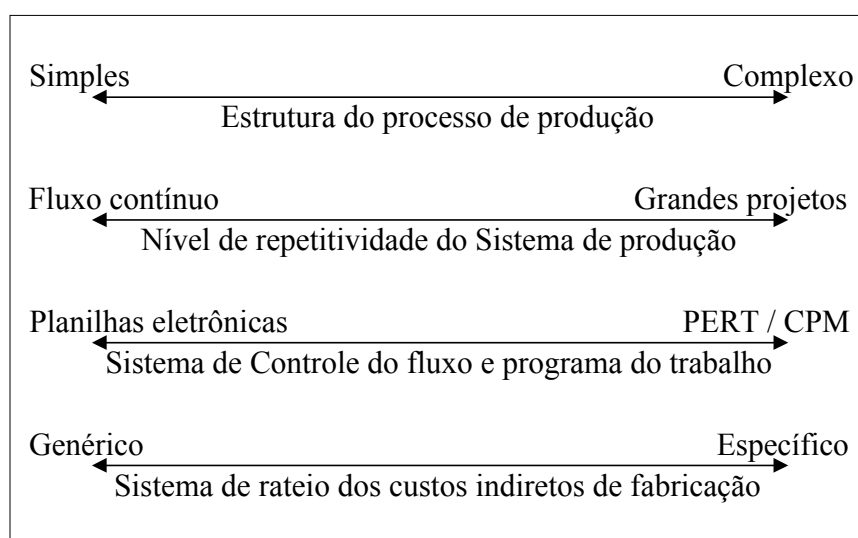 Simples Complexo
Estrutura do processo de produção
Fluxo contínuo Grandes projetos
Nível de repetitividade do Sistema de produção
Planilhas eletrônicas PERT / CPM
Sistema de Controle do fluxo e programa do trabalho
Genérico Específico
Sistema de rateio dos custos indiretos de fabricação